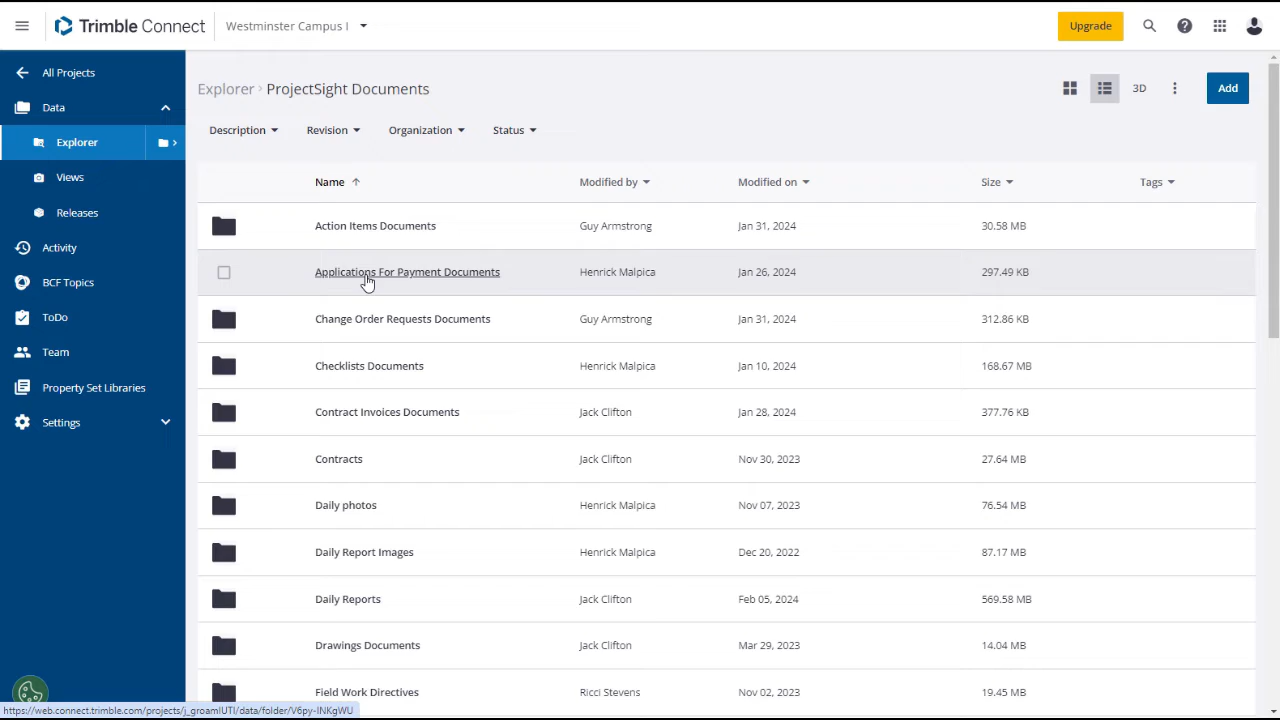 Trimble Connect
Westminster Campus I
Upgrade
All Projects
Data
Explorer
Views
Releases
Activity
BCF Topics
ToDo
Team
Property Set Libraries
Settings
Explorer › ProjectSight Documents
3D
Add
Description Revision Organization Status
Name Modified by Modified on Size Tags
Action Items Documents Guy Armstrong Jan 31, 2024 30.58 MB
Applications For Payment Documents Henrick Malpica Jan 26, 2024 297.49 KB
Change Order Requests Documents Guy Armstrong Jan 31, 2024 312.86 KB
Checklists Documents Henrick Malpica Jan 10, 2024 168.67 MB
Contract Invoices Documents Jack Clifton Jan 28, 2024 377.76 KB
Contracts Jack Clifton Nov 30, 2023 27.64 MB
Daily photos Henrick Malpica Nov 07, 2023 76.54 MB
Daily Report Images Henrick Malpica Dec 20, 2022 87.17 MB
Daily Reports Jack Clifton Feb 05, 2024 569.58 MB
Drawings Documents Jack Clifton Mar 29, 2023 14.04 MB
Field Work Directives Ricci Stevens Nov 02, 2023 19.45 MB
https://web.connect.trimble.com/projects/j_groamIUTI/data/folder/V6py-INKgWU